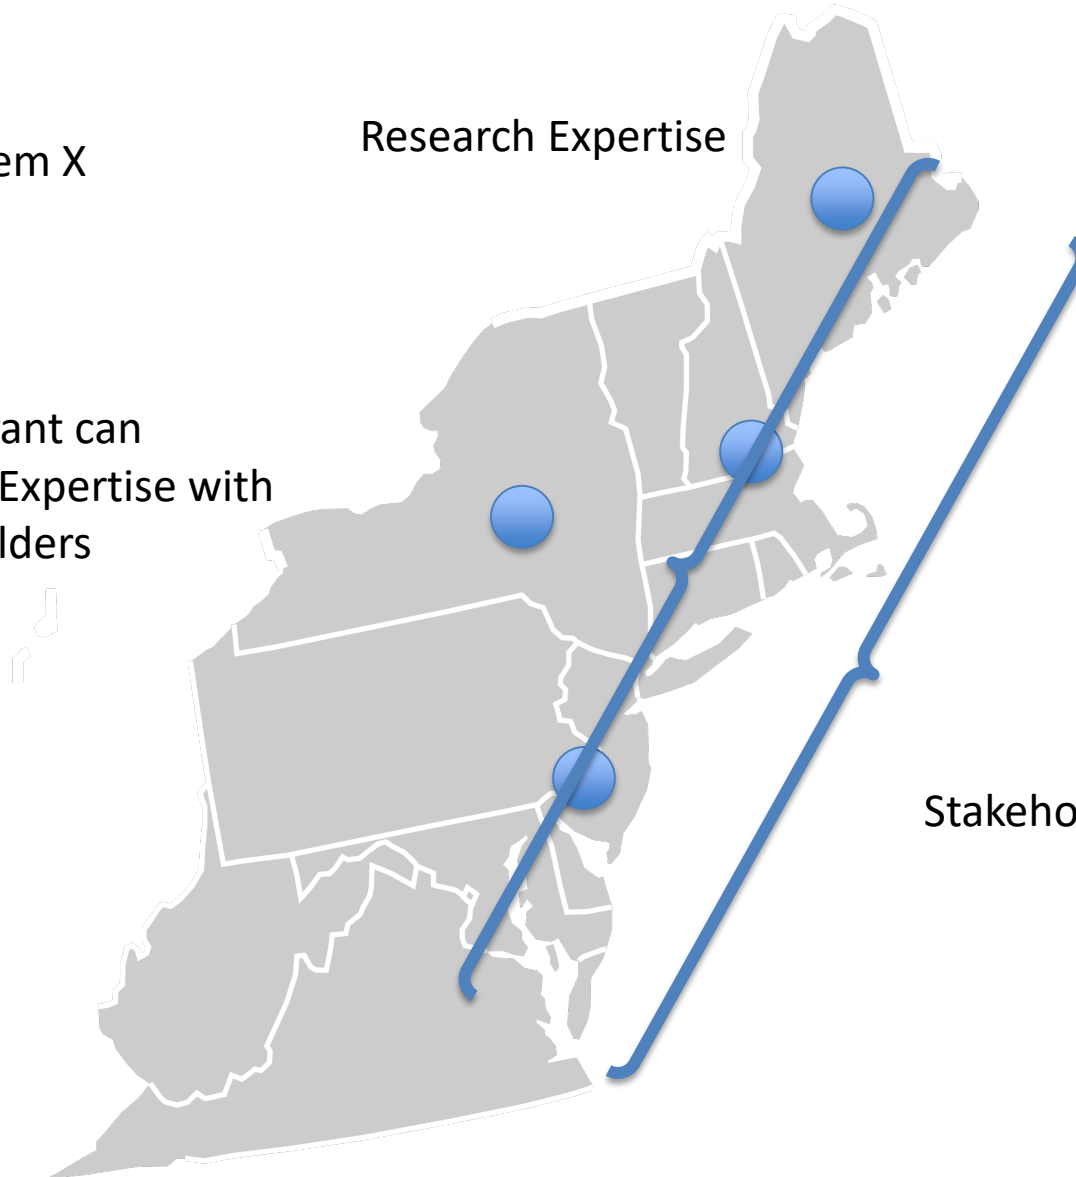 Research Expertise
em X
ant can
Expertise with
lders
Stakeho